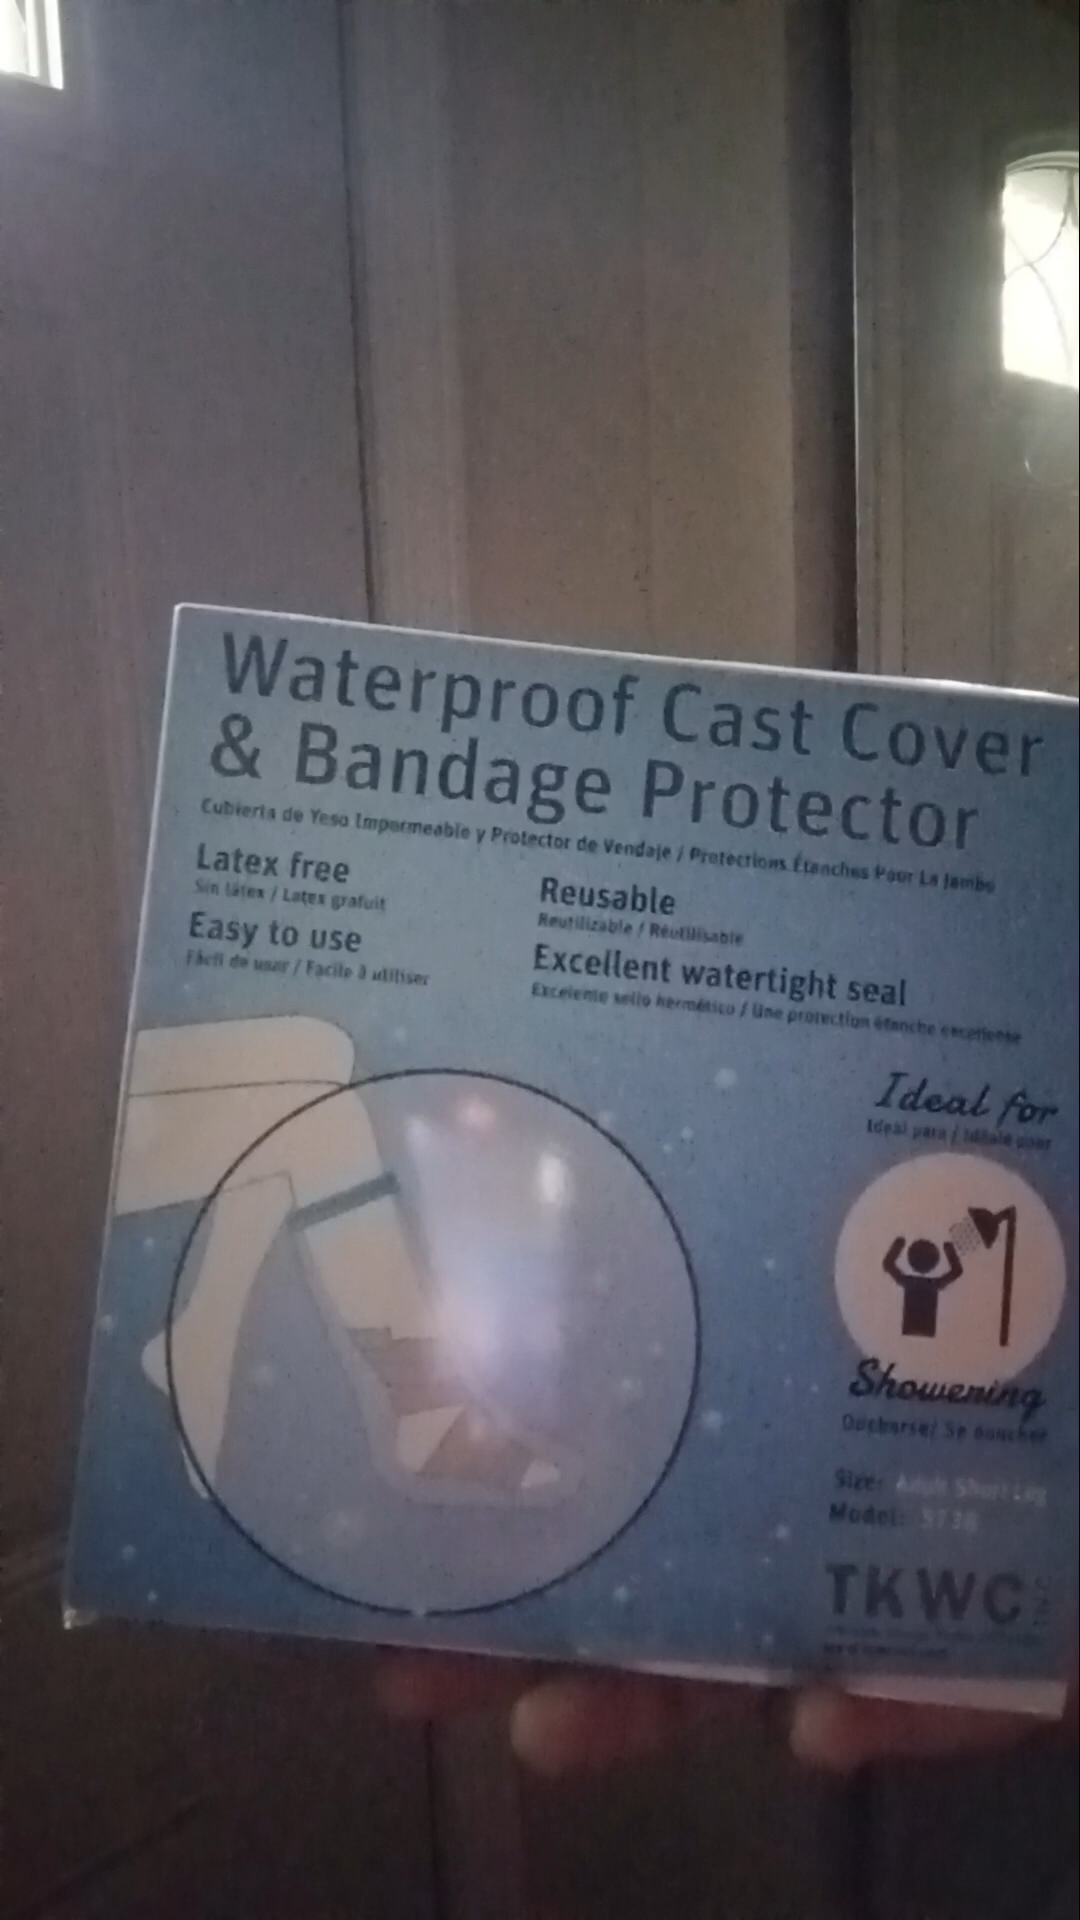 Waterproof Cast Cover
& Bandage Protector
Cubierta de Yeso Impermeable y Protector de Vendaje / Protections Étanches Pour La Jambe
Latex free
Sin látex / Latex gratuit
Easy to use
Fácil de usar / Facile à utiliser
Reusable
Reutilizable / Réutilisable
Excellent watertight seal
Excelente sello hermético / Une protection étanche excellente
Ideal for
Ideal para / Idéale pour
Showering
Ducharse/ Se doucher
Size: Adult Short Leg
Model:
TKWC